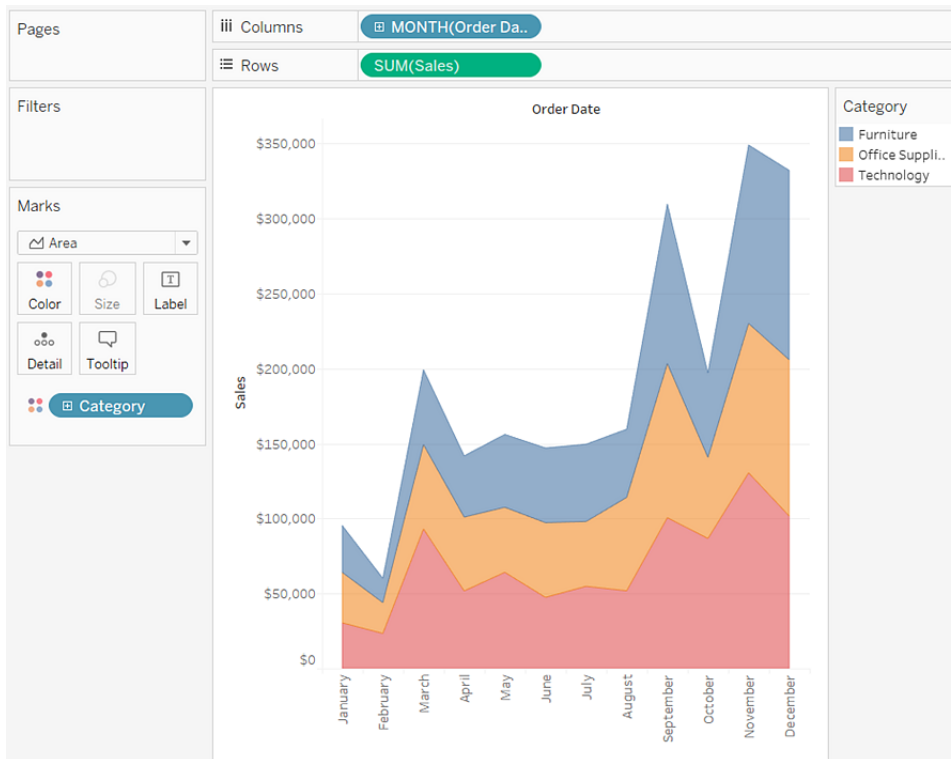 Pages
Columns
MONTH(Order Da..
Rows
SUM(Sales)
Filters
Marks
Area
Color
Size
Label
Detail
Tooltip
Category
Order Date
Sales
$350,000
$300,000
$250,000
$200,000
$150,000
$100,000
$50,000
$0
January
February
March
April
May
June
July
August
September
October
November
December
Category
Furniture
Office Suppli..
Technology